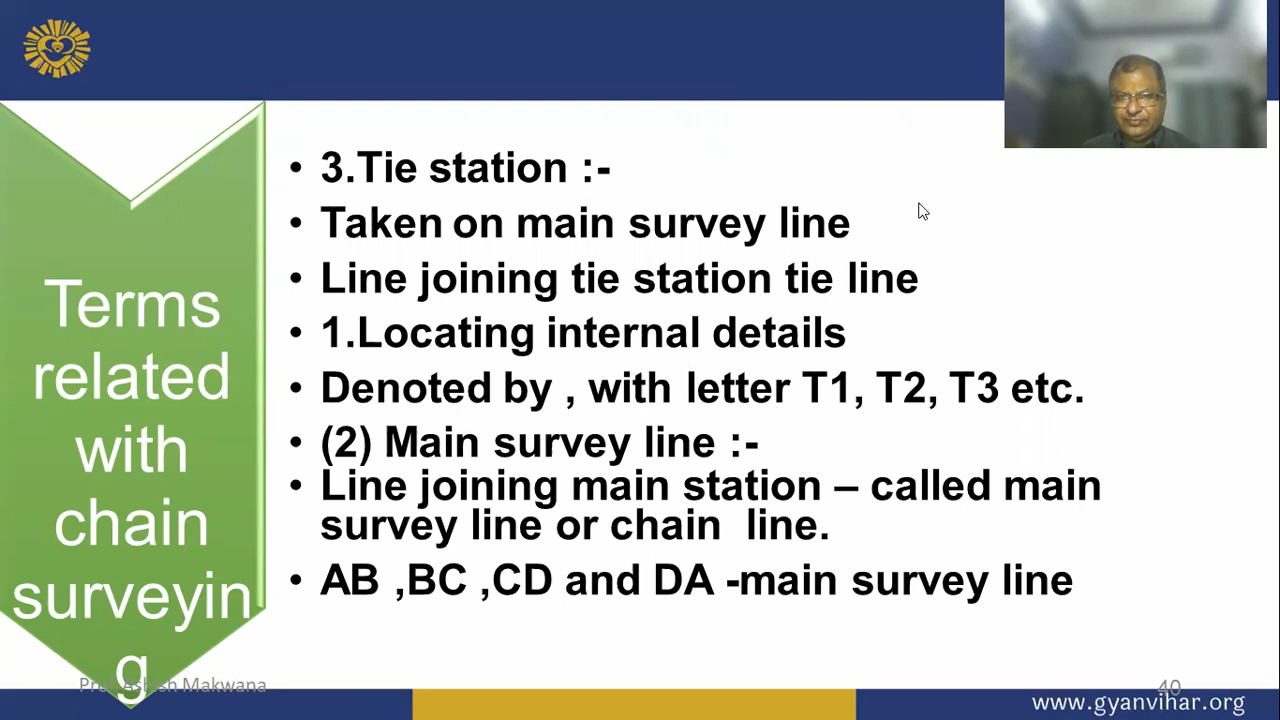 Terms
related
with
chain
surveyin
g
• 3.Tie station :-
• Taken on main survey line
• Line joining tie station tie line
• 1.Locating internal details
• Denoted by , with letter T1, T2, T3 etc.
• (2) Main survey line :-
• Line joining main station – called main
survey line or chain line.
• AB ,BC ,CD and DA -main survey line
Makwana
40
www.gyanvihar.org